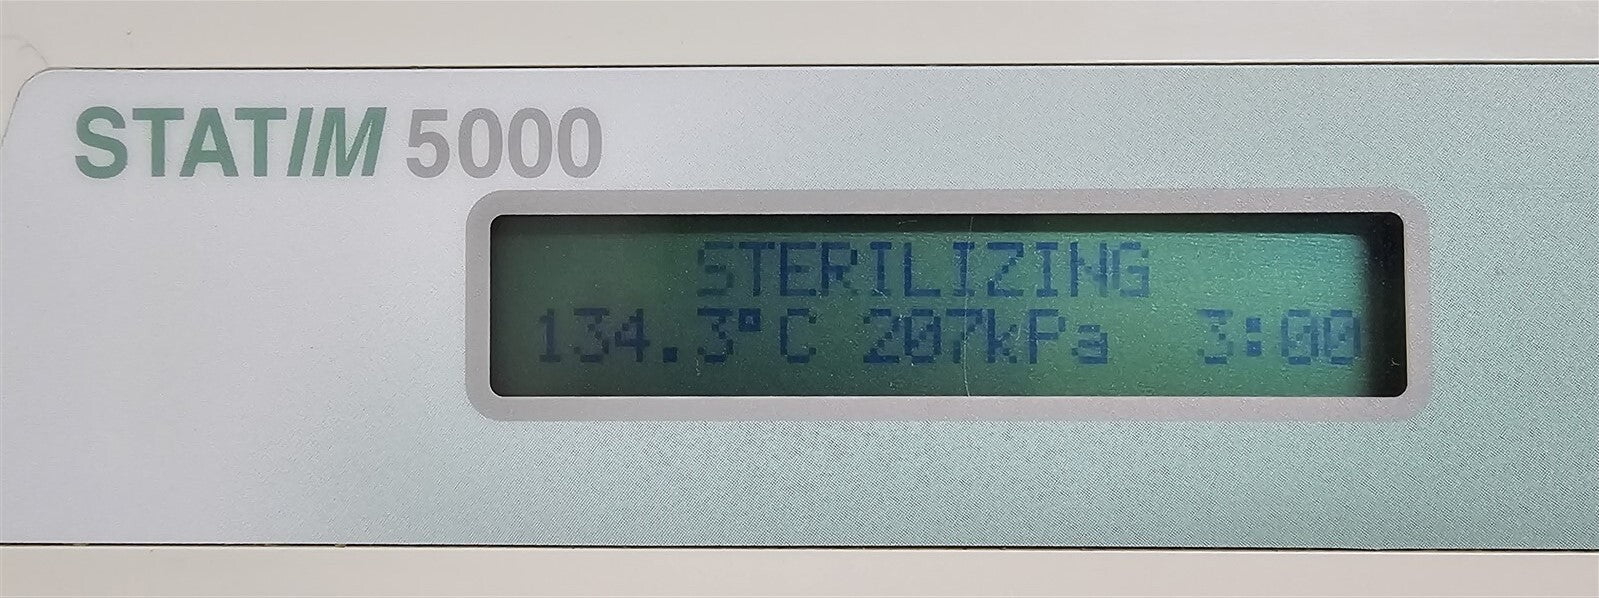 STATIM 5000
STERILIZING
134.3°C 207kPa 3:00